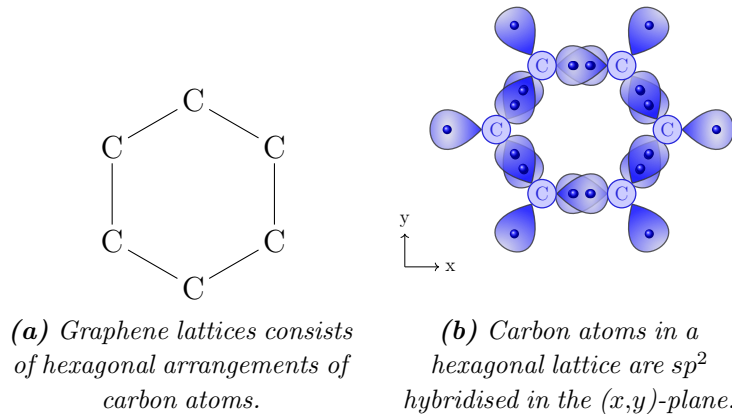 C
C C
C C
C
C C
C C
C C
y
x
(a) Graphene lattices consists
of hexagonal arrangements of
carbon atoms.
(b) Carbon atoms in a
hexagonal lattice are sp²
hybridised in the (x,y)-plane.